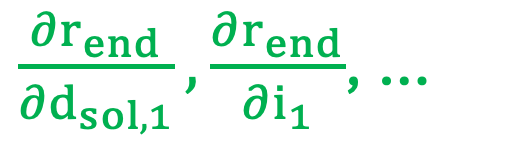 ∂r_end/∂d_sol,1, ∂r_end/∂i_1, ...